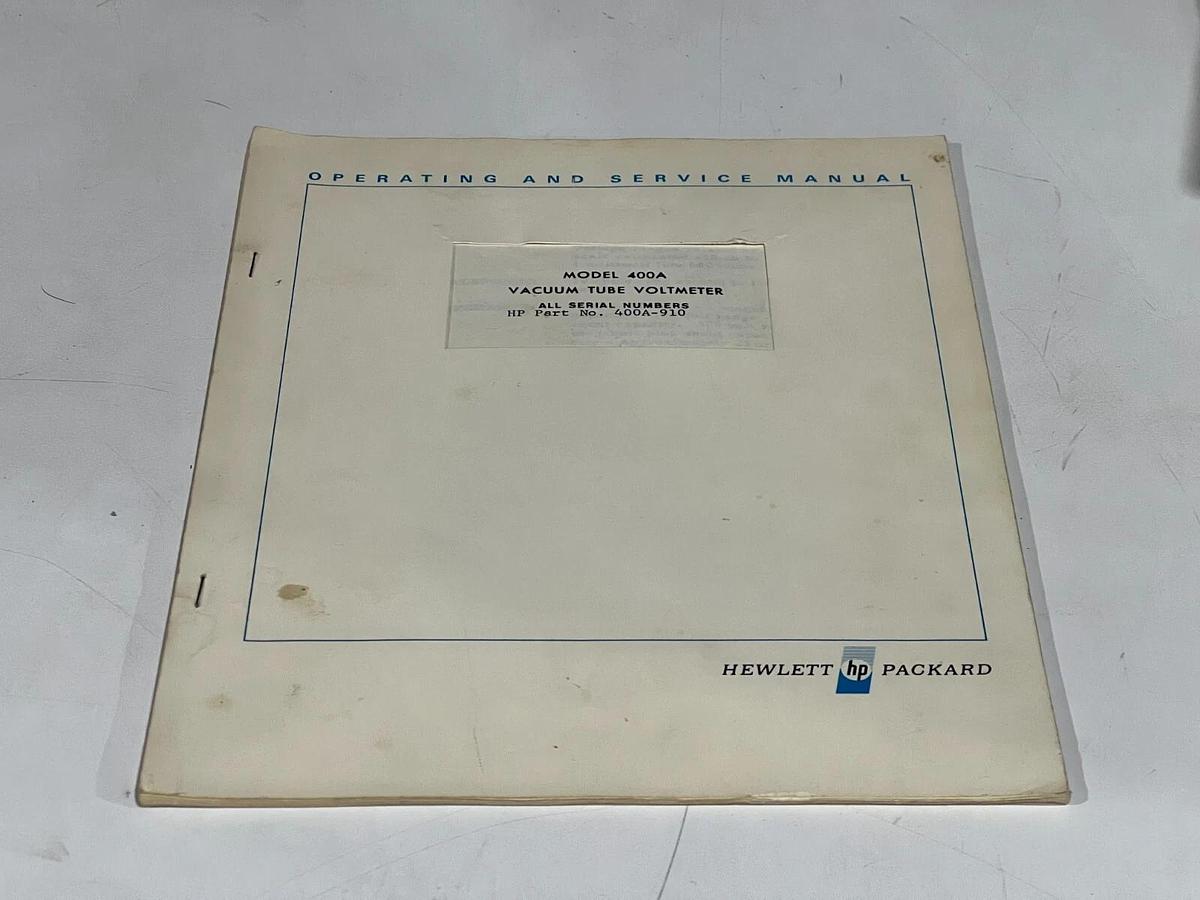 OPERATING AND SERVICE MANUAL
MODEL 400A
VACUUM TUBE VOLTMETER
ALL SERIAL NUMBERS
HP Part No. 400A-910
HEWLETT hp PACKARD